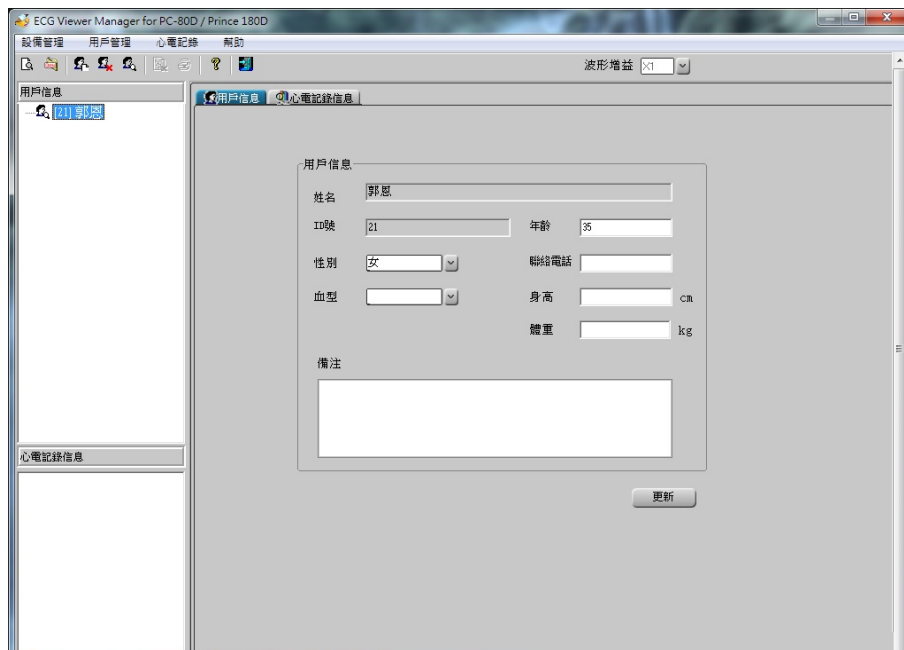 ECG Viewer Manager for PC-80D / Prince 180D
設備管理 用戶管理 心電記錄 幫助
波形增益 X1
用戶信息
[21] 郭恩
用戶信息 心電記錄信息
用戶信息
姓名 郭恩
ID號 21 年齡 35
性別 女 聯絡電話
血型 身高 cm
體重 kg
備注
心電記錄信息
更新